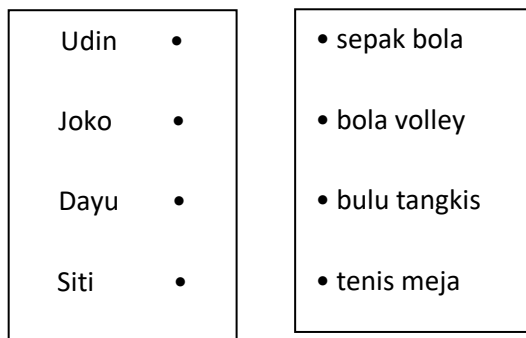 Udin • • sepak bola
Joko • • bola volley
Dayu • • bulu tangkis
Siti • • tenis meja